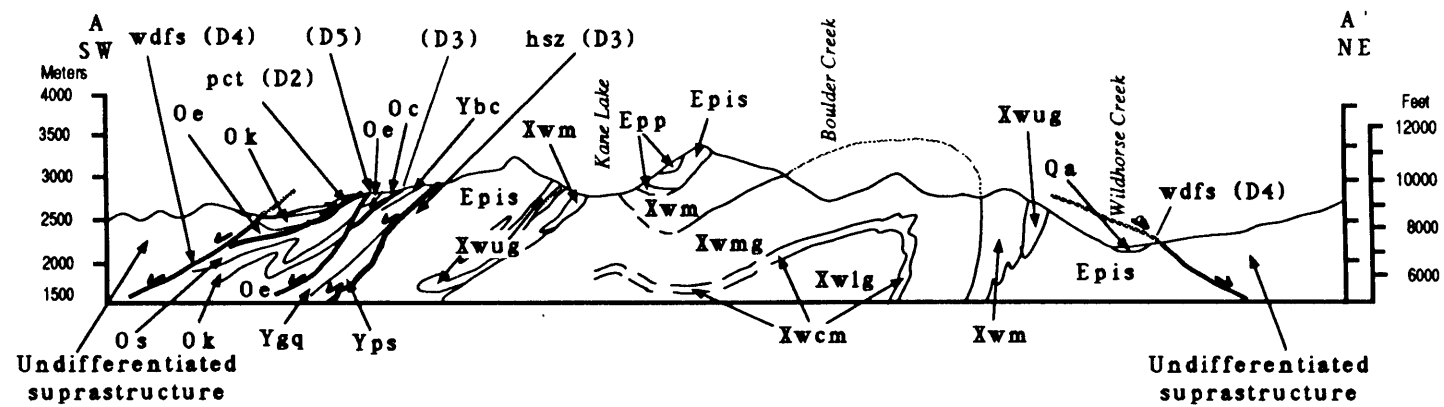 A
SW
wdfs (D4)
(D5)
(D3)
hsz (D3)
Boulder Creek
A'
NE
Meters
pct (D2)
Kane Lake
Wildhorse Creek
Feet
4000
3500
3000
2500
2000
1500
12000
10000
8000
6000
Oe
Ok
Oe
Oc
Ybc
Xwm
Epp
Epis
Xwug
Qa
wdfs (D4)
Epis
Xwm
Xwug
Xwmg
Xwlg
Epis
Oe
Os
Ok
Ygq
Yps
Xwcm
Xwm
Undifferentiated
suprastructure
Undifferentiated
suprastructure